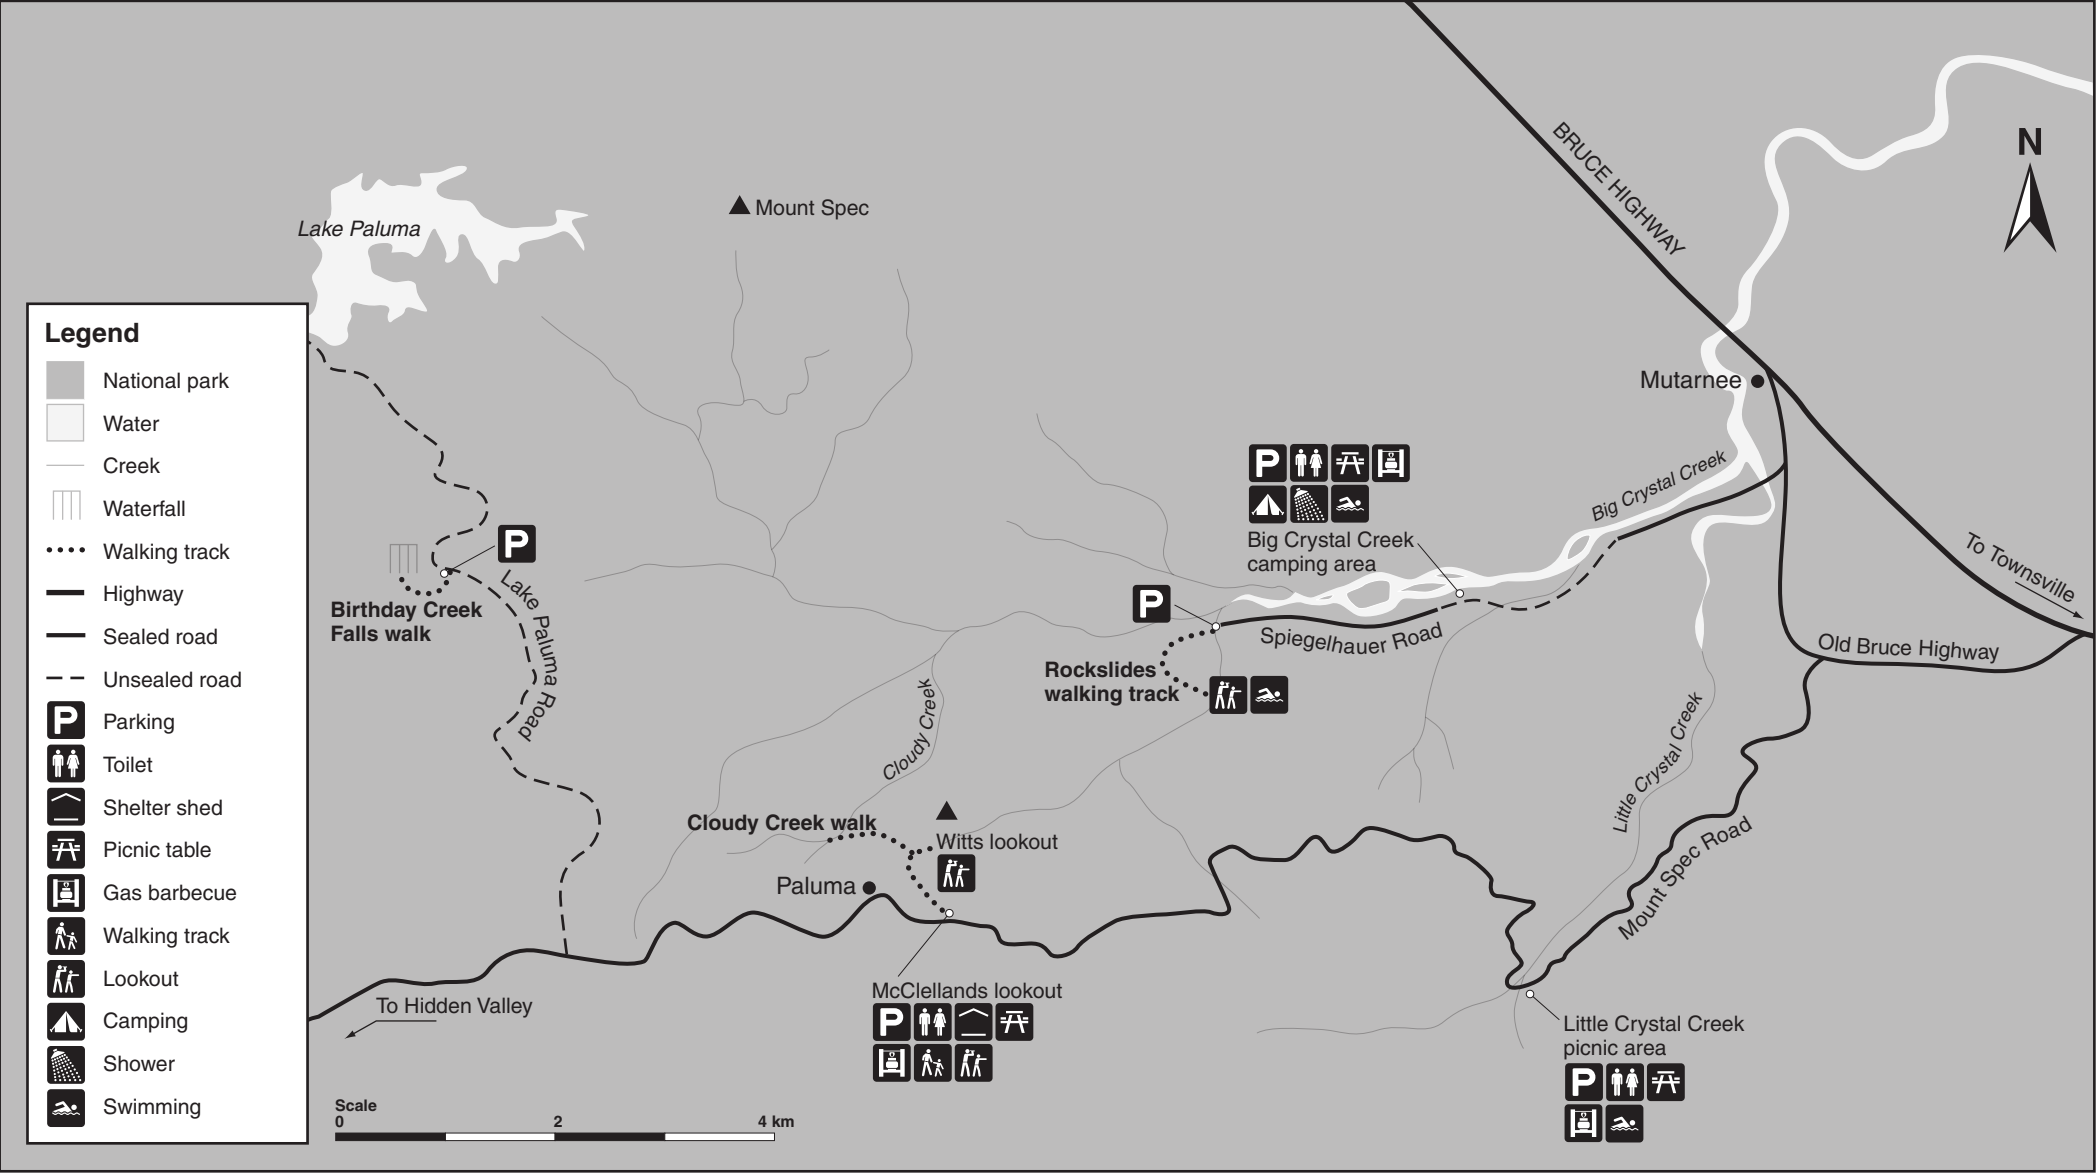 BRUCE HIGHWAY
N
Mount Spec
Lake Paluma
Legend
National park
Water
Creek
Waterfall
Walking track
Highway
Sealed road
Unsealed road
P Parking
Toilet
Shelter shed
Picnic table
Gas barbecue
Walking track
Lookout
Camping
Shower
Swimming
Mutarnee
Big Crystal Creek
P
Big Crystal Creek
camping area
To Townsville
P
Lake Paluma Road
Birthday Creek
Falls walk
P
Spiegelhauer Road
Old Bruce Highway
Rockslides
walking track
Cloudy Creek
Little Crystal Creek
Cloudy Creek walk
Witts lookout
Mount Spec Road
Paluma
McClellands lookout
P
To Hidden Valley
Little Crystal Creek
picnic area
P
Scale
0 2 4 km